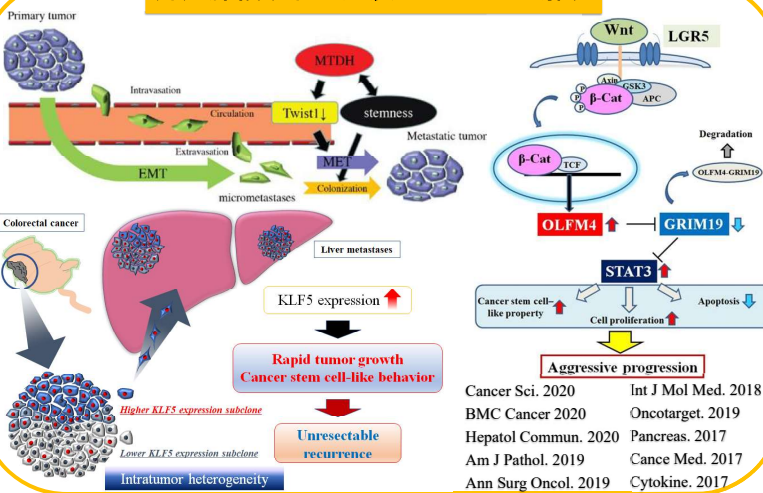 Primary tumor
Intravasation
Circulation
Extravasation
EMT
micrometastases
MTDH
Twist1↓
stemness
MET
Colonization
Metastatic tumor
Wnt
LGR5
Axin
GSK3
APC
β-Cat
P
P
P
β-Cat
TCF
Degradation
OLFM4-GRIM19
OLFM4
GRIM19
STAT3
Cancer stem cell–
like property
Cell proliferation
Apoptosis
Aggressive progression
Colorectal cancer
Liver metastases
KLF5 expression
Rapid tumor growth
Cancer stem cell-like behavior
Unresectable
recurrence
Higher KLF5 expression subclone
Lower KLF5 expression subclone
Intratumor heterogeneity
Cancer Sci. 2020
BMC Cancer 2020
Hepatol Commun. 2020
Am J Pathol. 2019
Ann Surg Oncol. 2019
Int J Mol Med. 2018
Oncotarget. 2019
Pancreas. 2017
Cance Med. 2017
Cytokine. 2017